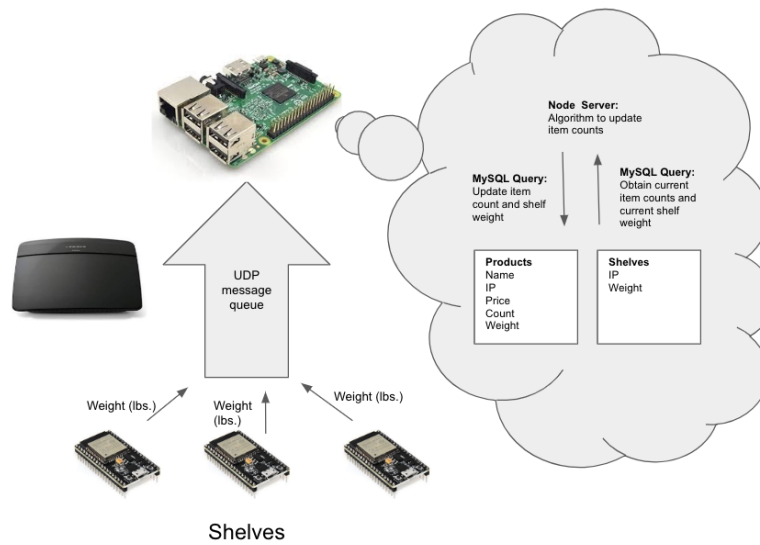 Node Server:
Algorithm to update
item counts
MySQL Query:
Update item
count and shelf
weight
MySQL Query:
Obtain current
item counts and
current shelf
weight
Products
Name
IP
Price
Count
Weight
Shelves
IP
Weight
UDP
message
queue
Weight (lbs.)
Weight
(lbs.)
Weight (lbs.)
Shelves